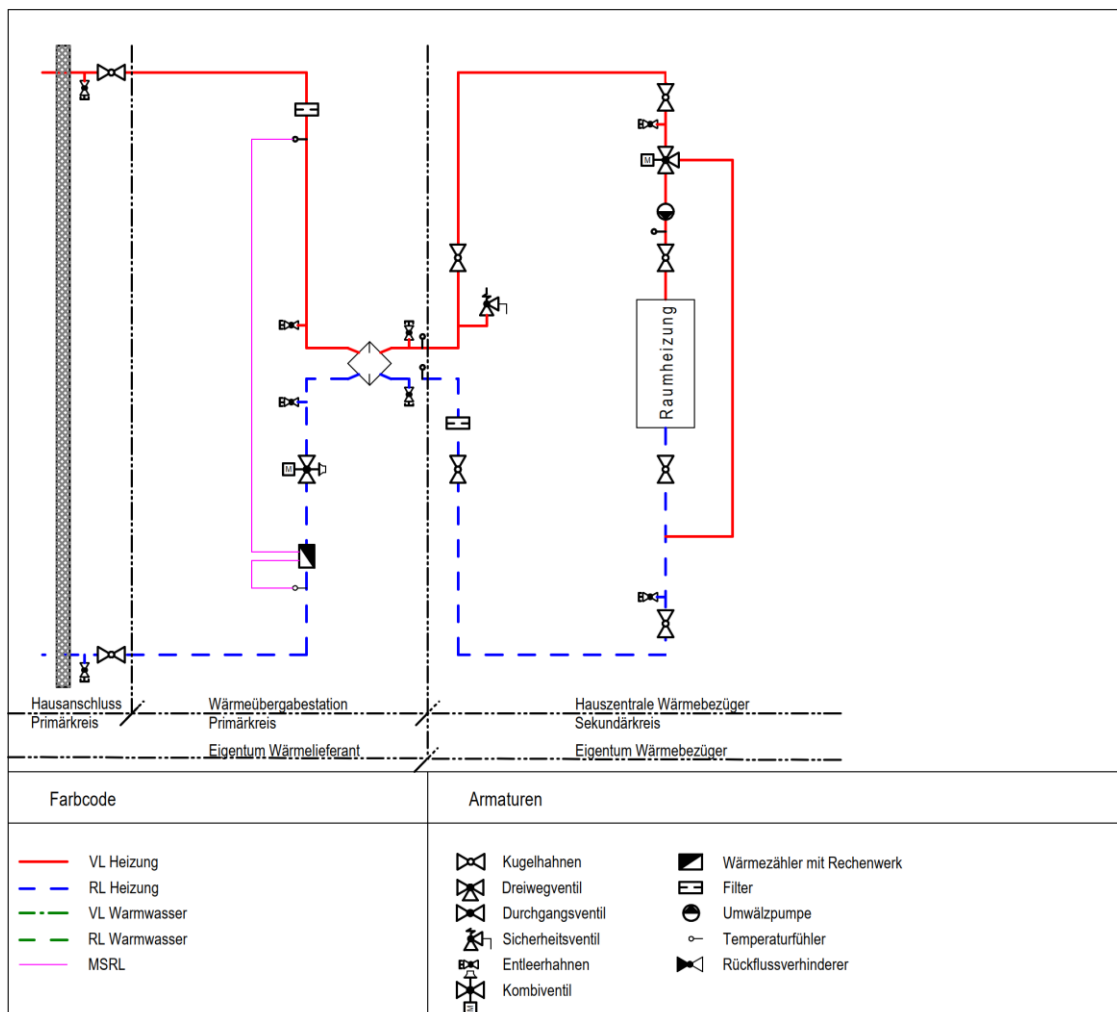 M
M
Raumheizung
Hausanschluss
Wärmeübergabestation
Hauszentrale Wärmebezüger
Primärkreis
Primärkreis
Sekundärkreis
Eigentum Wärmelieferant
Eigentum Wärmebezüger
Farbcode
VL Heizung
RL Heizung
VL Warmwasser
RL Warmwasser
MSRL
Armaturen
Kugelhahnen
Dreiwegventil
Durchgangsventil
Sicherheitsventil
Entleerhahnen
Kombiventil
M
Wärmezähler mit Rechenwerk
Filter
Umwälzpumpe
Temperaturfühler
Rückflussverhinderer